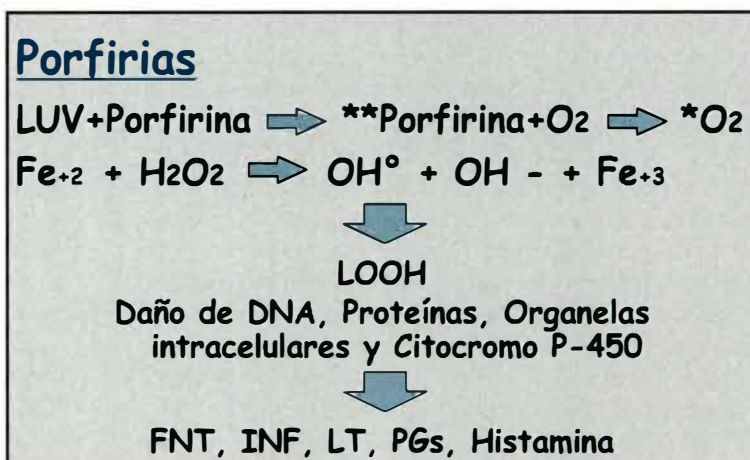 Porfirias
LUV+Porfirina ⇨ **Porfirina+O2 ⇨ *O2
Fe+2 + H2O2 ⇨ OH° + OH - + Fe+3
LOOH
Daño de DNA, Proteínas, Organelas
intracelulares y Citocromo P-450
FNT, INF, LT, PGs, Histamina